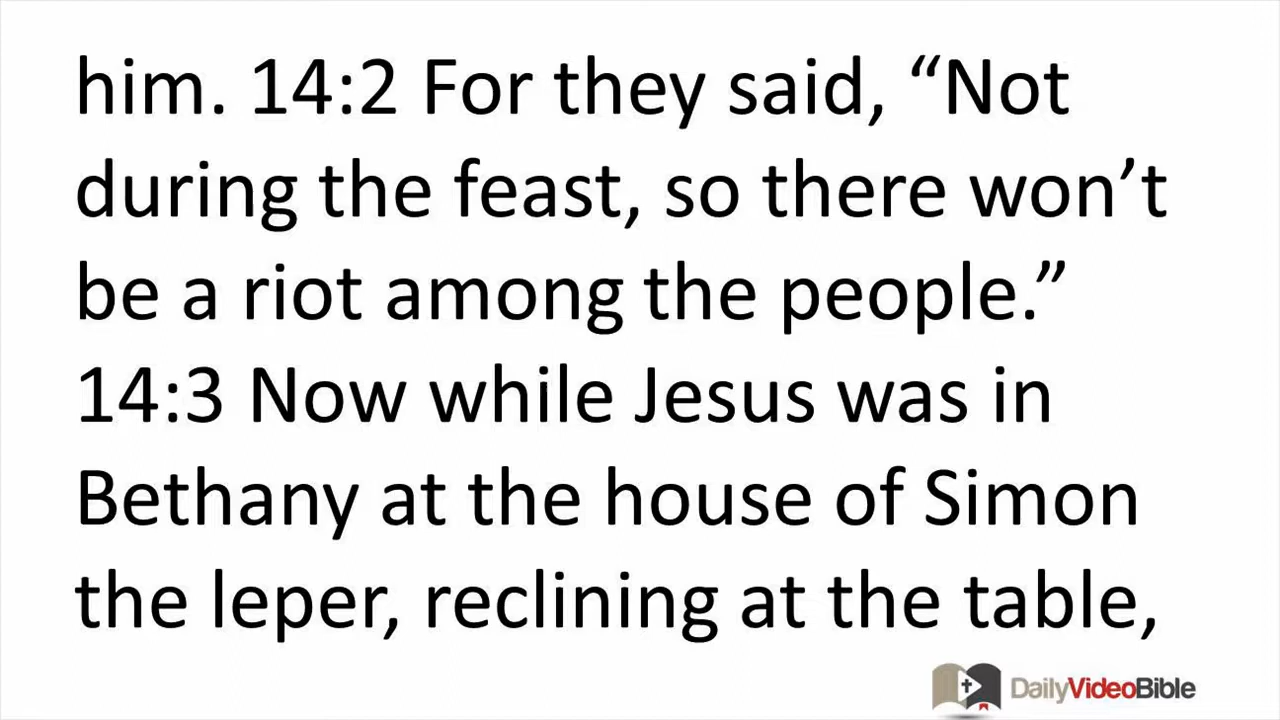 him. 14:2 For they said, “Not
during the feast, so there won’t
be a riot among the people.”
14:3 Now while Jesus was in
Bethany at the house of Simon
the leper, reclining at the table,
DailyVideoBible